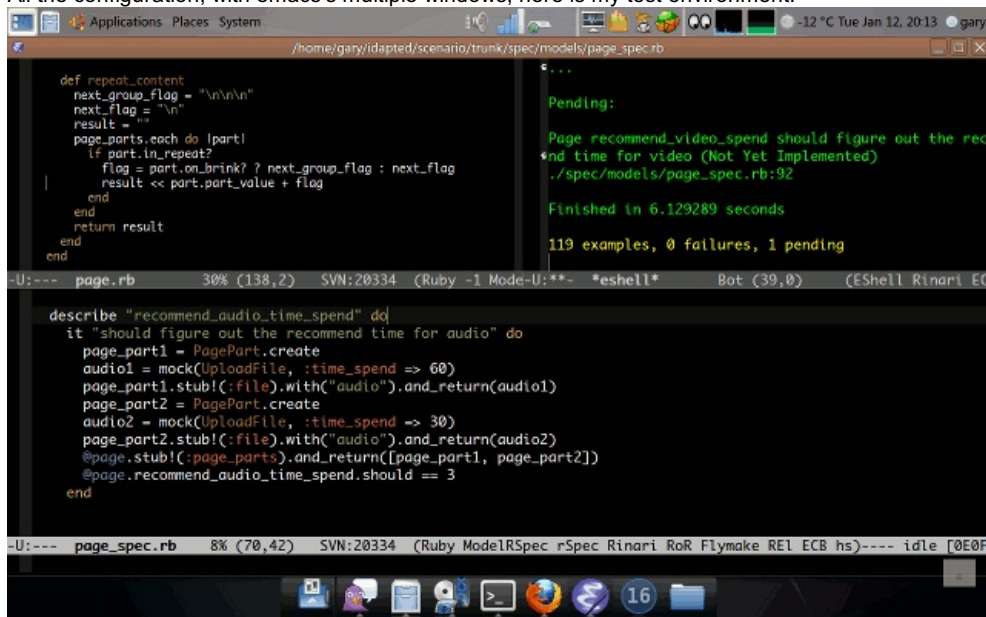 All the configuration, with emacs's multiple windows, here is my test environment:
Applications Places System
-12 °C Tue Jan 12, 20:13 gary
/home/gary/idapted/scenario/trunk/spec/models/page_spec.rb
def repeat_content
next_group_flag = "\n\n\n"
next_flag = "\n"
result = ""
page_parts.each do |part|
if part.in_repeat?
flag = part.on_brink? ? next_group_flag : next_flag
result << part.part_value + flag
end
end
return result
end
end
...
Pending:
Page recommend_video_spend should figure out the rec
nd time for video (Not Yet Implemented)
./spec/models/page_spec.rb:92
Finished in 6.129289 seconds
119 examples, 0 failures, 1 pending
-U:--- page.rb 30% (138,2) SVN:20334 (Ruby -1 Mode-U:**- *eshell* Bot (39,0) (EShell Rinari EC
describe "recommend_audio_time_spend" do
it "should figure out the recommend time for audio" do
page_part1 = PagePart.create
audio1 = mock(UploadFile, :time_spend => 60)
page_part1.stub!(:file).with("audio").and_return(audio1)
page_part2 = PagePart.create
audio2 = mock(UploadFile, :time_spend => 30)
page_part2.stub!(:file).with("audio").and_return(audio2)
@page.stub!(:page_parts).and_return([page_part1, page_part2])
@page.recommend_audio_time_spend.should == 3
end
-U:--- page_spec.rb 8% (70,42) SVN:20334 (Ruby ModelRSpec rSpec Rinari RoR Flymake REl ECB hs)---- idle [0E0F
16